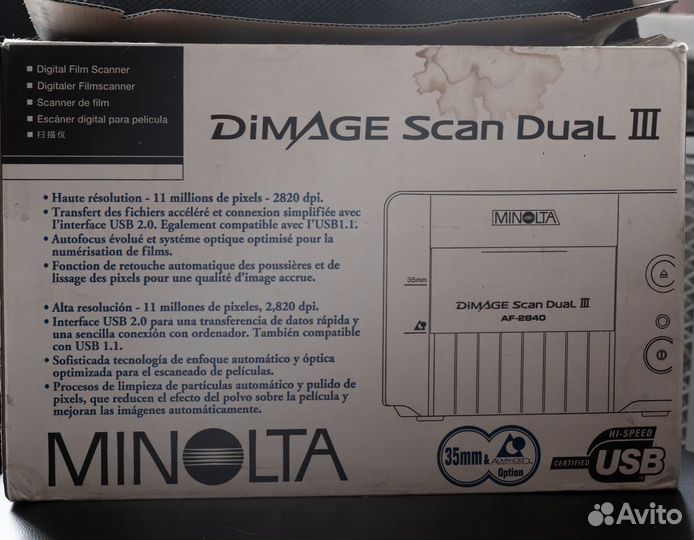 ■ Digital Film Scanner
■ Digitaler Filmscanner
■ Scanner de film
■ Escáner digital para película
■ 扫描仪
DiMAGE Scan Dual III
• Haute résolution - 11 millions de pixels - 2820 dpi.
• Transfert des fichiers accéléré et connexion simplifiée avec
l'interface USB 2.0. Egalement compatible avec l'USB1.1.
• Autofocus évolué et systéme optique optimisé pour la
numérisation de films.
• Fonction de retouche automatique des poussières et de
lissage des pixels pour une qualité d'image accrue.
• Alta resolución - 11 millones de pixeles, 2,820 dpi.
• Interface USB 2.0 para una transferencia de datos rápida y
una sencilla conexión con ordenador. También compatible
con USB 1.1.
• Sofisticada tecnología de enfoque automático y óptica
optimizada para el escaneado de películas.
• Procesos de limpieza de partículas automático y pulido de
pixels, que reducen el efecto del polvo sobre la película y
mejoran las imágenes automáticamente.
MINOLTA
35mm
DiMAGE Scan Dual III
AF-2840
MINOLTA
35mm & ADVANCED
Option
HI-SPEED
CERTIFIED USB
Avito